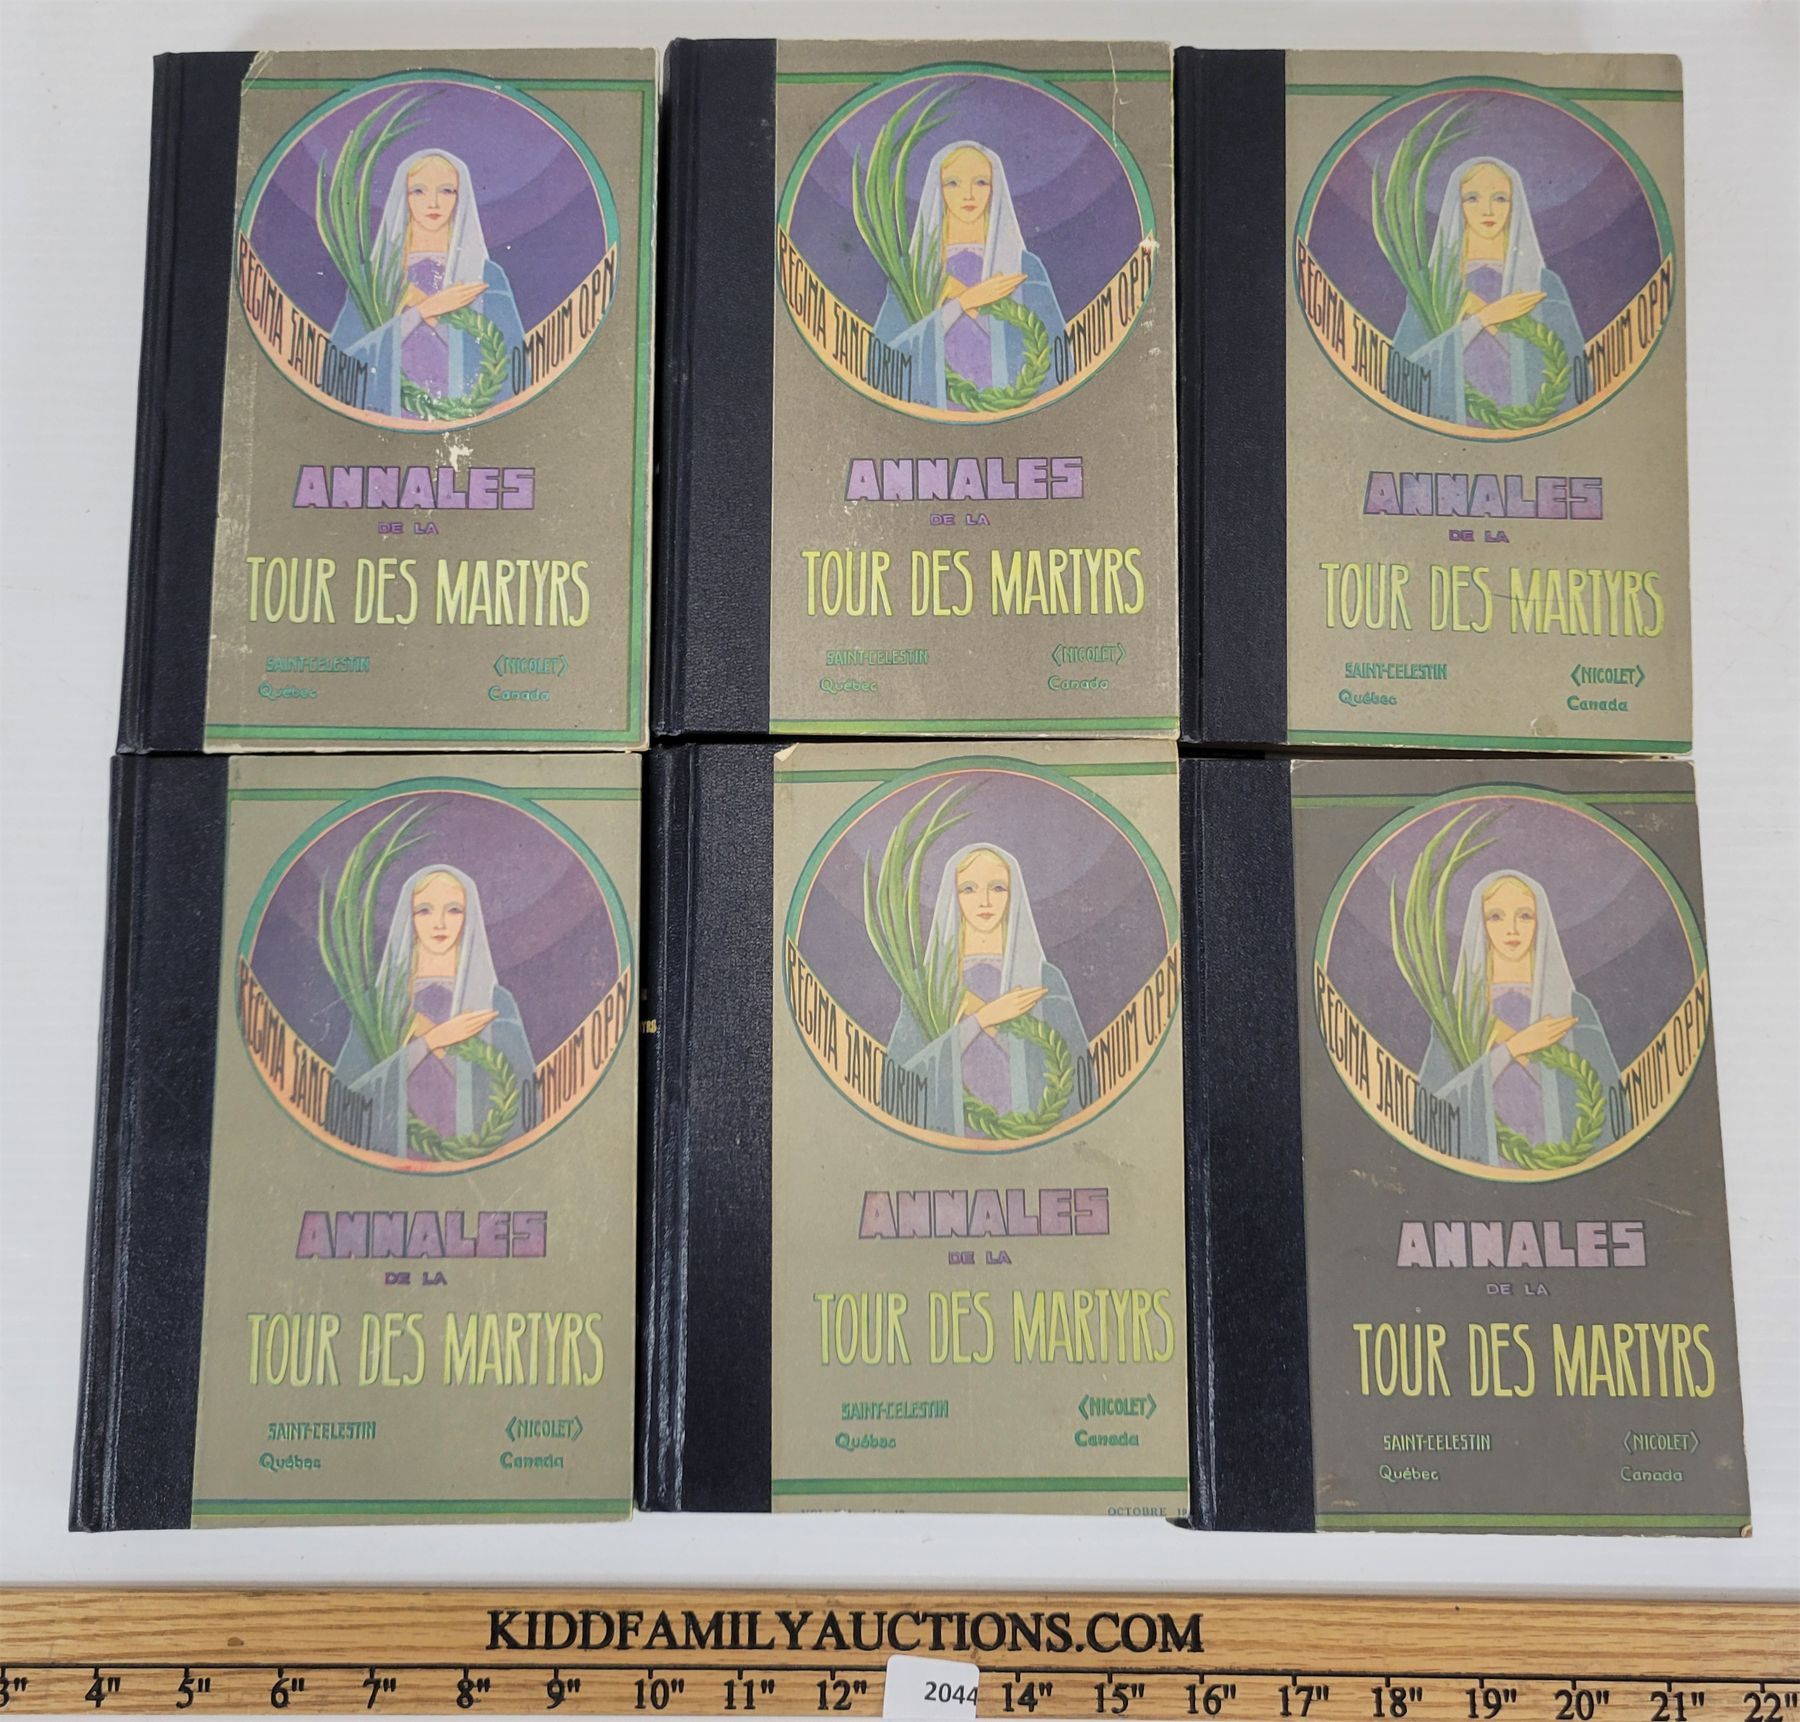 REGINA SANCTORUM OMNIUM O.P.N
ANNALES
DE LA
TOUR DES MARTYRS
SAINT-CELESTIN (NICOLET)
Québec Canada
REGINA SANCTORUM OMNIUM O.P.N
ANNALES
DE LA
TOUR DES MARTYRS
SAINT-CELESTIN (NICOLET)
Québec Canada
REGINA SANCTORUM OMNIUM O.P.N
ANNALES
DE LA
TOUR DES MARTYRS
SAINT-CELESTIN (NICOLET)
Québec Canada
REGINA SANCTORUM OMNIUM O.P.N
ANNALES
DE LA
TOUR DES MARTYRS
SAINT-CELESTIN (NICOLET)
Québec Canada
REGINA SANCTORUM OMNIUM O.P.N
ANNALES
DE LA
TOUR DES MARTYRS
SAINT-CELESTIN (NICOLET)
Québec Canada
OCTOBRE 19
REGINA SANCTORUM OMNIUM O.P.N
ANNALES
DE LA
TOUR DES MARTYRS
SAINT-CELESTIN (NICOLET)
Québec Canada
KIDDFAMILYAUCTIONS.COM
3" 4" 5" 6" 7" 8" 9" 10" 11" 12" 2044 14" 15" 16" 17" 18" 19" 20" 21" 22"